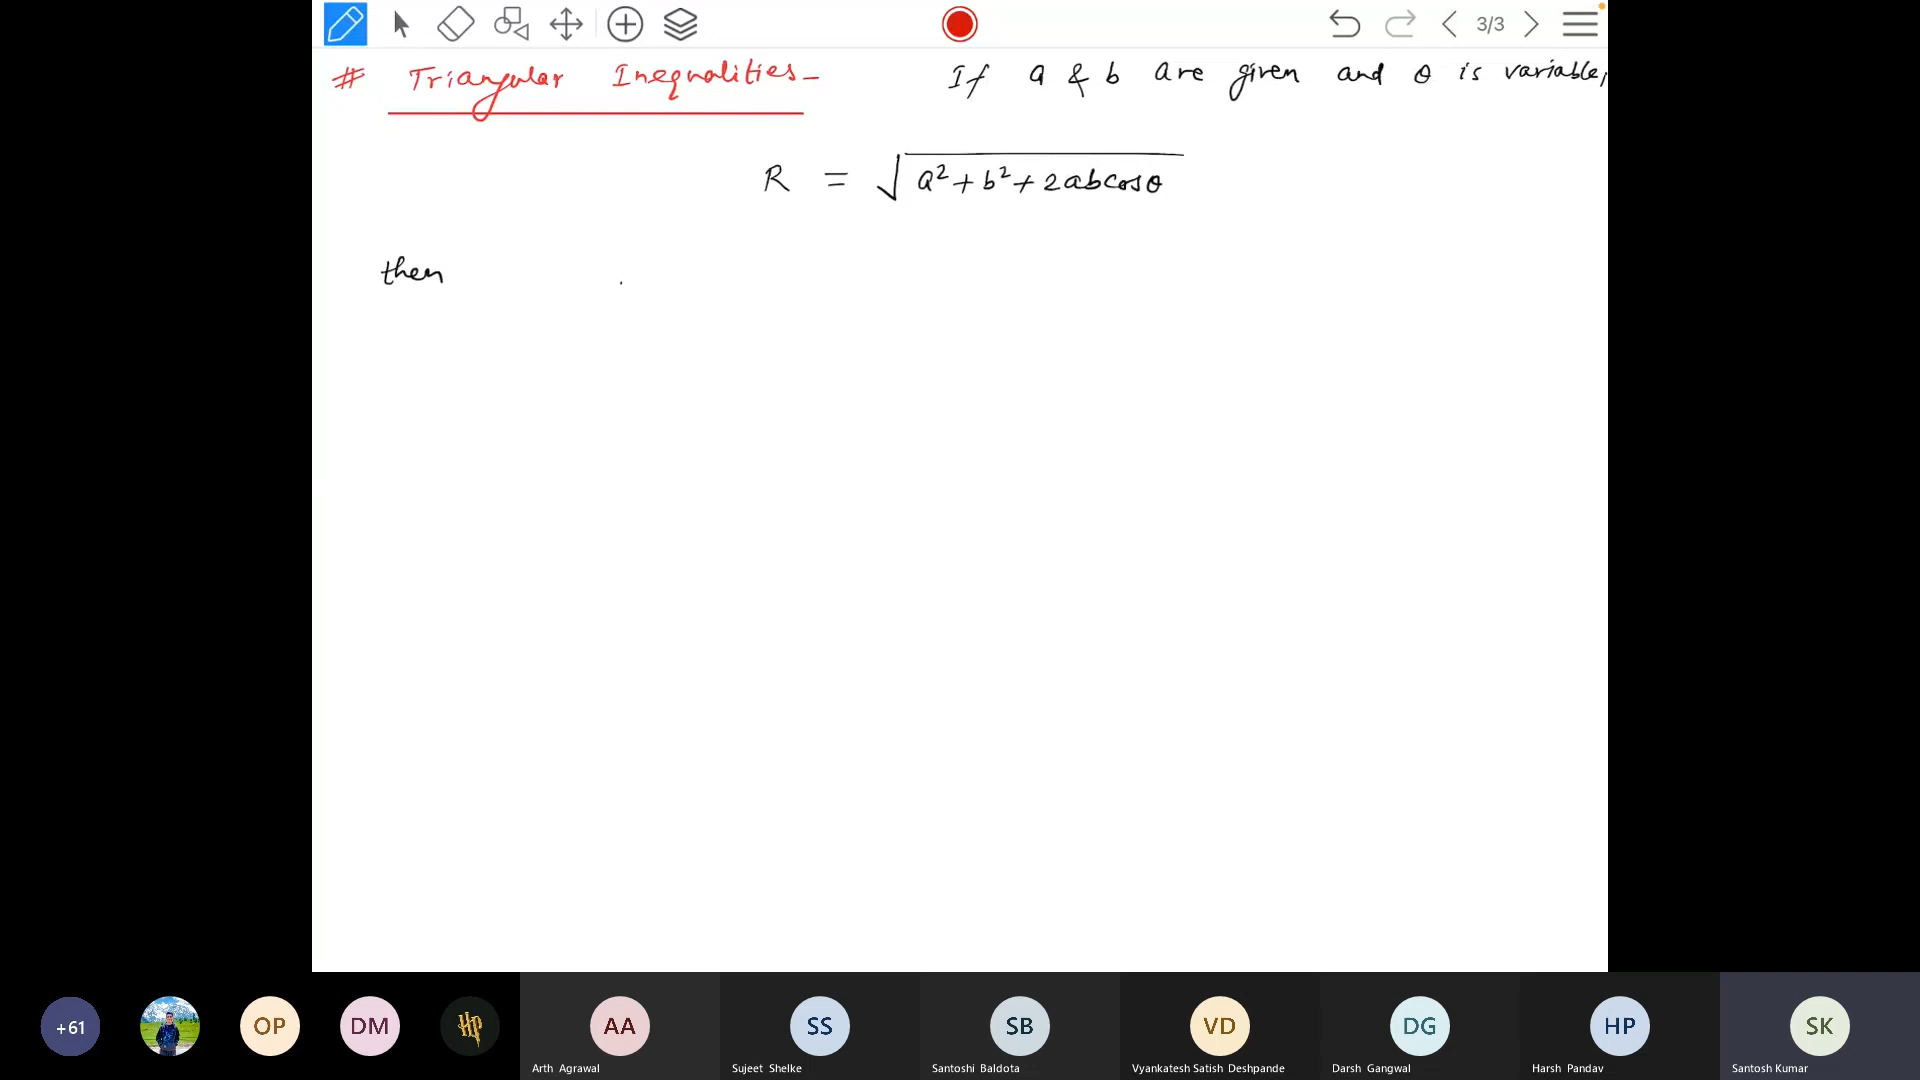 3/3
# Triangular Inequalities - If a & b are given and θ is variable,
R = √a²+b²+2abcosθ
then
+61 OP DM HP AA SS SB VD DG HP SK
Arth Agrawal Sujeet Shelke Santoshi Baldota Vyankatesh Satish Deshpande Darsh Gangwal Harsh Pandav Santosh Kumar